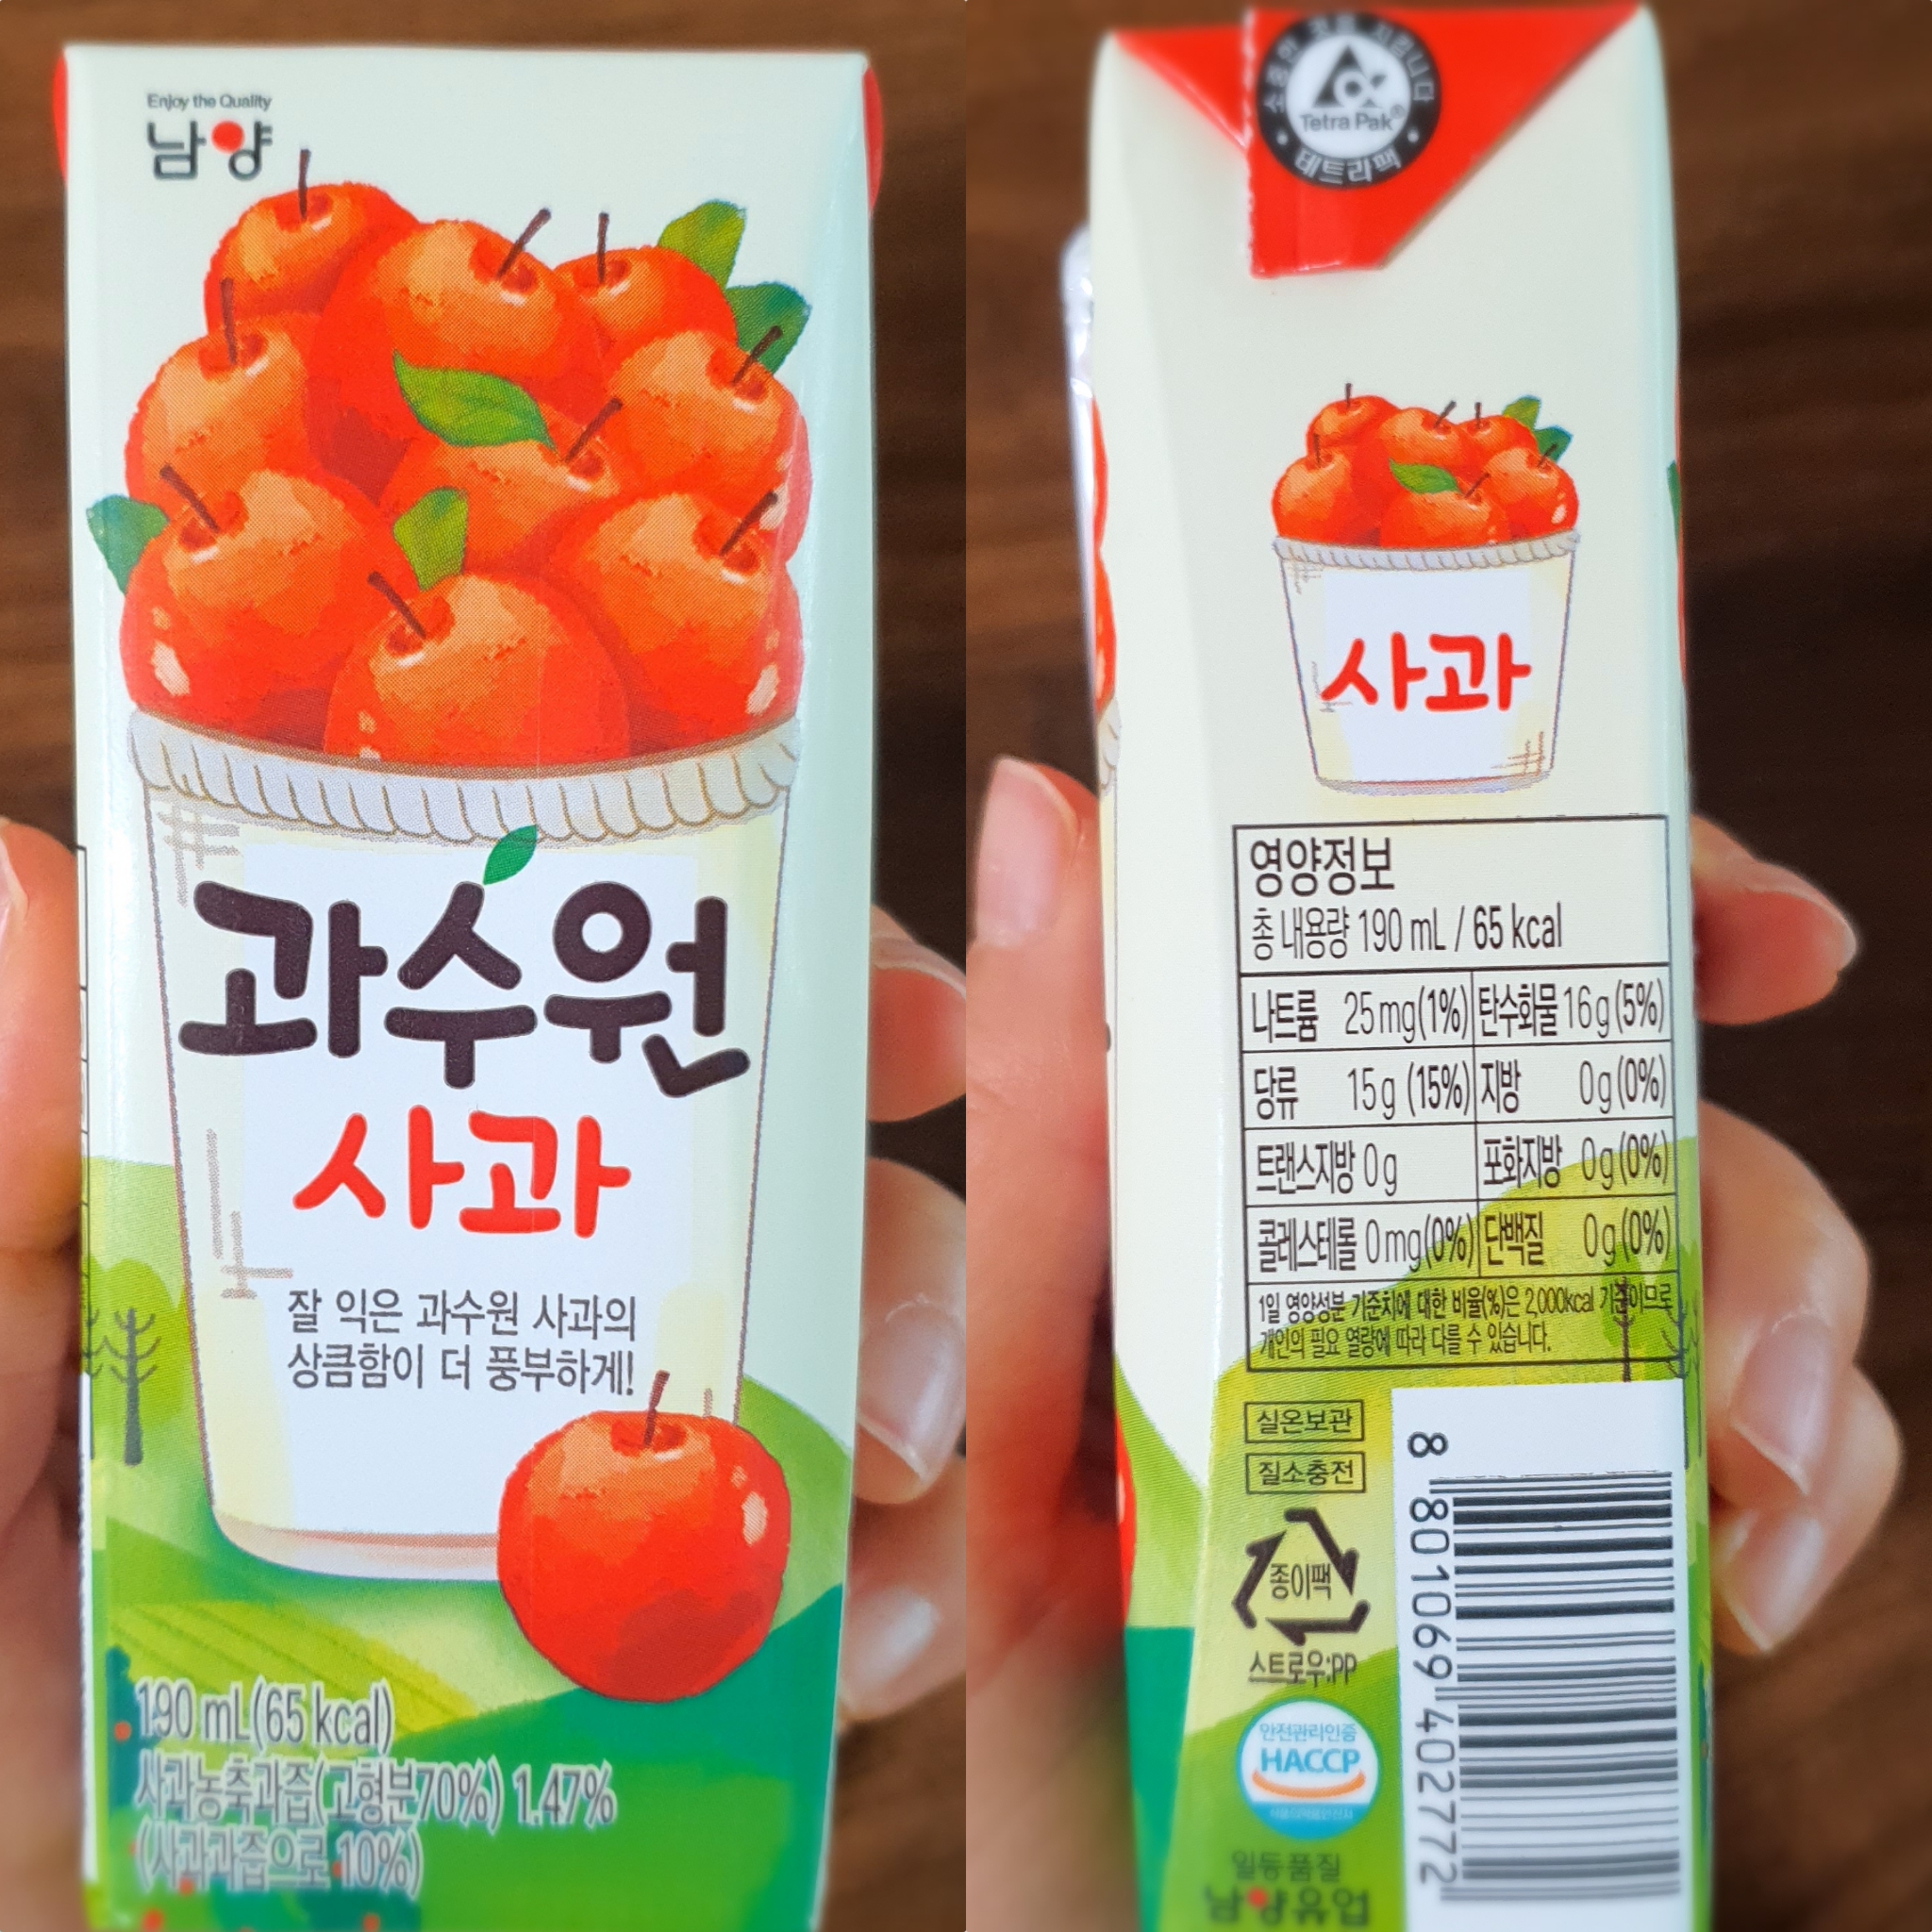 Enjoy the Quality
남양
과수원
사과
잘 익은 과수원 사과의
상큼함이 더 풍부하게!
190 mL(65 kcal)
사과농축과즙(고형분70%) 1.47%
(사과과즙으로 10%)
소중한 것을 지킵니다
Tetra Pak®
테트라팩
사과
영양정보
총 내용량 190 mL / 65 kcal
나트륨 25 mg(1%) 탄수화물 16 g (5%)
당류 15 g (15%) 지방 0 g (0%)
트랜스지방 0 g 포화지방 0 g (0%)
콜레스테롤 0 mg(0%) 단백질 0 g (0%)
1일 영양성분 기준치에 대한 비율(%)은 2,000kcal 기준이므로
개인의 필요 열량에 따라 다를 수 있습니다.
실온보관
질소충전
종이팩
스트로우:PP
안전관리인증
HACCP
일등품질
남양유업
8 801069 402772